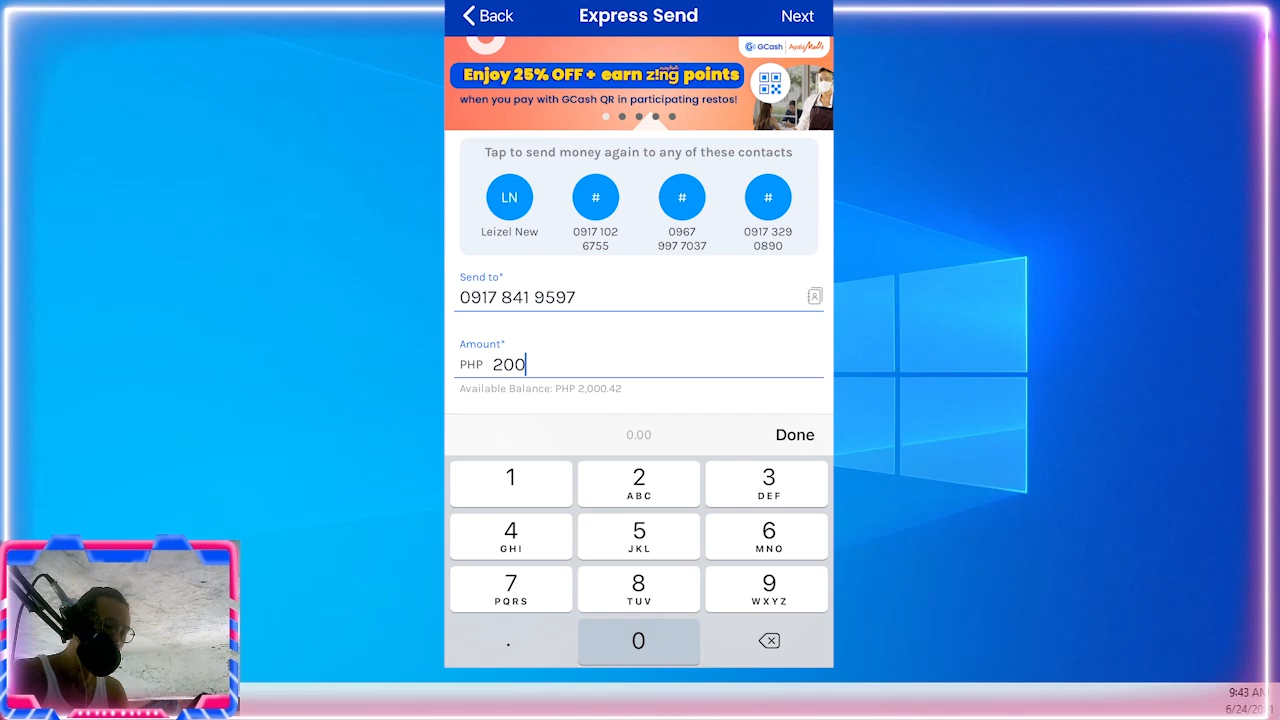 Back
Express Send
Next
GCash | AyalaMalls
Enjoy 25% OFF + earn zing points
when you pay with GCash QR in participating restos!
Tap to send money again to any of these contacts
LN
#
#
#
Leizel New
0917 102
6755
0967
997 7037
0917 329
0890
Send to*
0917 841 9597
Amount*
PHP 200
Available Balance: PHP 2,000.42
0.00
Done
1
2
ABC
3
DEF
4
GHI
5
JKL
6
MNO
7
PQRS
8
TUV
9
WXYZ
.
0
9:43 AM